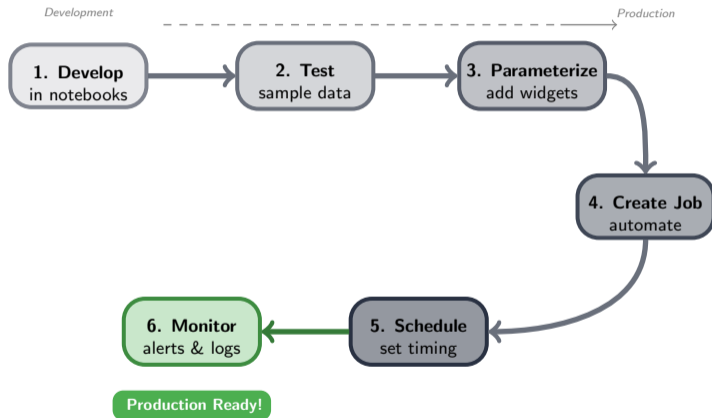 Development
Production
1. Develop
in notebooks
2. Test
sample data
3. Parameterize
add widgets
4. Create Job
automate
5. Schedule
set timing
6. Monitor
alerts & logs
Production Ready!